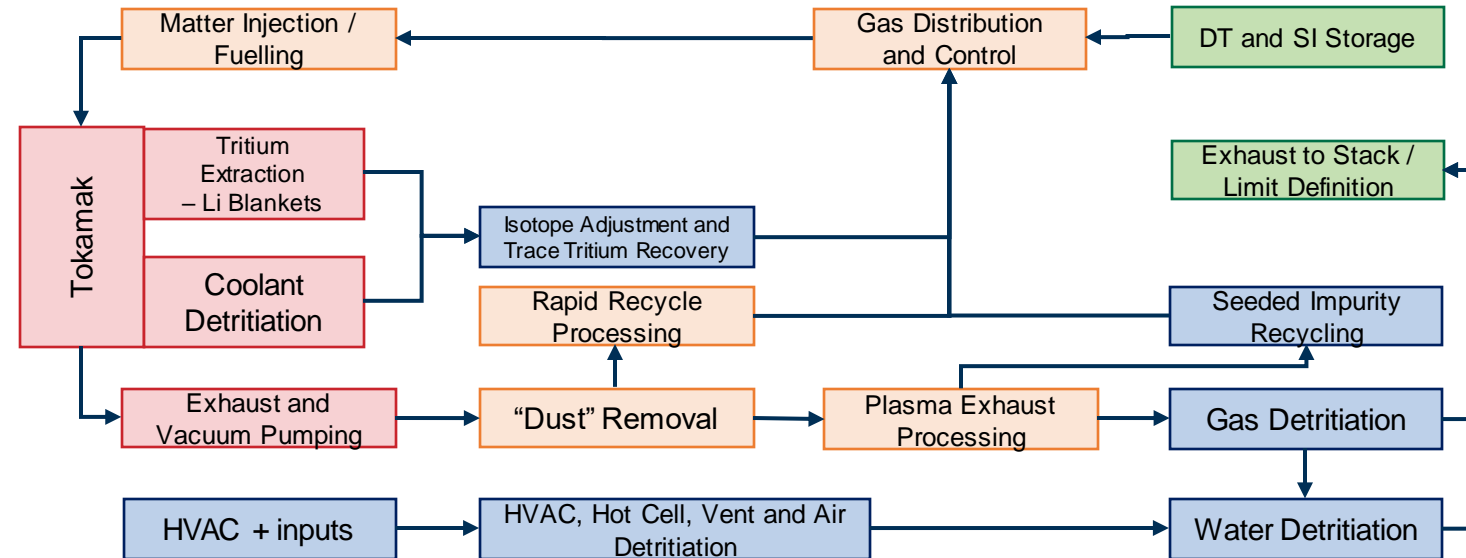 Matter Injection /
Fuelling
Gas Distribution
and Control
DT and SI Storage
Tokamak
Tritium
Extraction
– Li Blankets
Exhaust to Stack /
Limit Definition
Isotope Adjustment and
Trace Tritium Recovery
Coolant
Detritiation
Rapid Recycle
Processing
Seeded Impurity
Recycling
Exhaust and
Vacuum Pumping
“Dust” Removal
Plasma Exhaust
Processing
Gas Detritiation
HVAC + inputs
HVAC, Hot Cell, Vent and Air
Detritiation
Water Detritiation